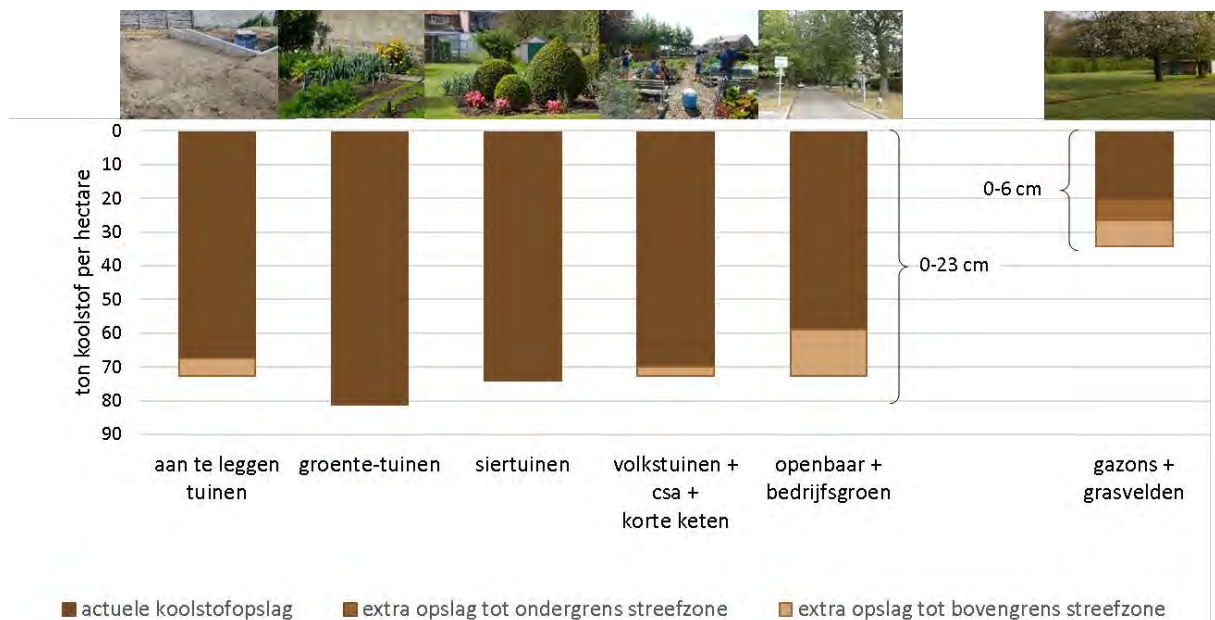 ton koolstof per hectare
0
10
20
30
40
50
60
70
80
90
0-23 cm
0-6 cm
aan te leggen
tuinen
groente-tuinen
siertuinen
volkstuinen +
csa +
korte keten
openbaar +
bedrijfsgroen
gazons +
grasvelden
actuele koolstofopslag
extra opslag tot ondergrens streefzone
extra opslag tot bovengrens streefzone